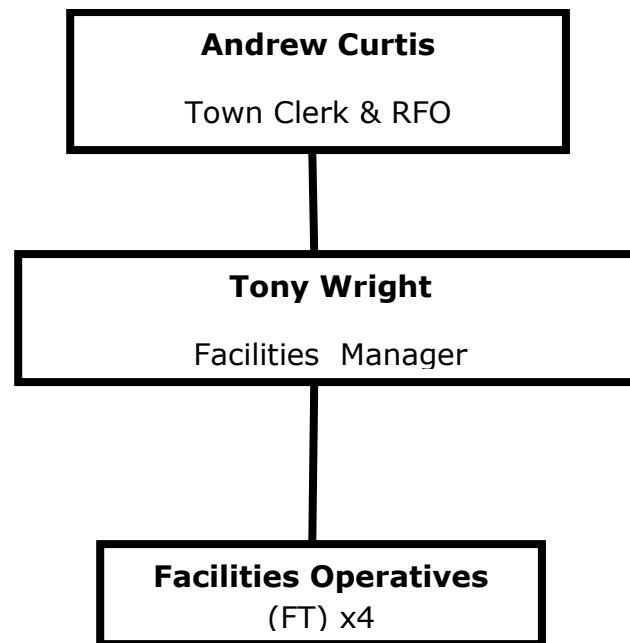 Andrew Curtis
Town Clerk & RFO
Tony Wright
Facilities Manager
Facilities Operatives
(FT) x4